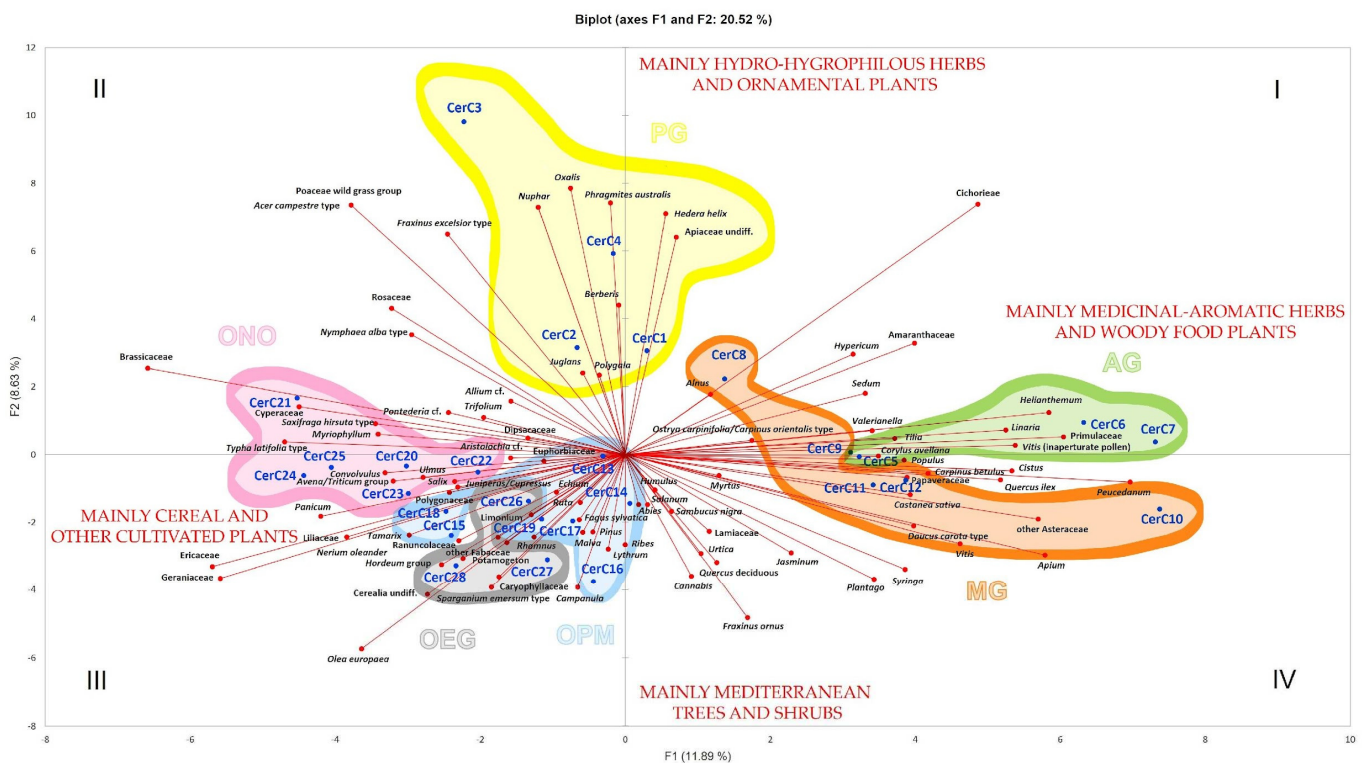 Biplot (axes F1 and F2: 20.52 %)
12
10
8
6
4
2
0
-2
-4
-6
-8
F2 (8.63 %)
II
I
MAINLY HYDRO-HYGROPHILOUS HERBS
AND ORNAMENTAL PLANTS
CerC3
PG
Oxalis
Nuphar
Phragmites australis
Poaceae wild grass group
Acer campestre type
Fraxinus excelsior type
Hedera helix
Apiaceae undiff.
Cichorieae
CerC4
Berberis
Rosaceae
Nymphaea alba type
CerC2
CerC1
Iuglans
Polygala
MAINLY MEDICINAL-AROMATIC HERBS
AND WOODY FOOD PLANTS
AG
ONO
Brassicaceae
Amaranthaceae
Hypericum
CerC8
Alnus
Sedum
Helianthemum
CerC21
Cyperaceae
Saxifraga hirsuta type
Myriophyllum
Typha latifolia type
Allium cf.
Pontederia cf.
Trifolium
Dipsacaceae
Aristolochia cf.
Euphorbiaceae
Ostrya carpinifolia/Carpinus orientalis type
Valerianella
Tilia
Linaria
CerC6
CerC7
Primulaceae
Vitis (inaperturate pollen)
CerC9
Corylus avellana
CerC5
Populus
CerC25
CerC20
CerC22
CerC13
CerC24
Convolvulus
Ulmus
Avena/Triticum group
Salix
Juniperus/Cupressus
Echium
Humulus
Myrtus
Carpinus betulus
Cistus
Papaveraceae
Quercus ilex
Peucedanum
CerC23
Polygonaceae
CerC26
Ruta
CerC14
Solanum
Abies
Sambucus nigra
CerC11
CerC12
Castanea sativa
CerC10
Panicum
CerC18
Limonium
Fagus sylvatica
other Asteraceae
MAINLY CEREAL AND
OTHER CULTIVATED PLANTS
CerC15
CerC19
CerC17
Pinus
Lamiaceae
Daucus carota type
Liliaceae
Tamarix
Ranuncolaceae
Rhamnus
Malva
Ribes
Urtica
Vitis
Ericaceae
Nerium oleander
other Fabaceae
Lythrum
Quercus deciduous
Jasminum
Apium
Hordeum group
Potamogeton
Geraniaceae
CerC28
CerC27
CerC16
Cannabis
Plantago
Syringa
MG
Cerealia undiff.
Caryophyllaceae
Sparganium emersum type
Campanula
Fraxinus ornus
OEG
OPM
Olea europaea
III
IV
MAINLY MEDITERRANEAN
TREES AND SHRUBS
-8
-6
-4
-2
0
2
4
6
8
10
F1 (11.89 %)